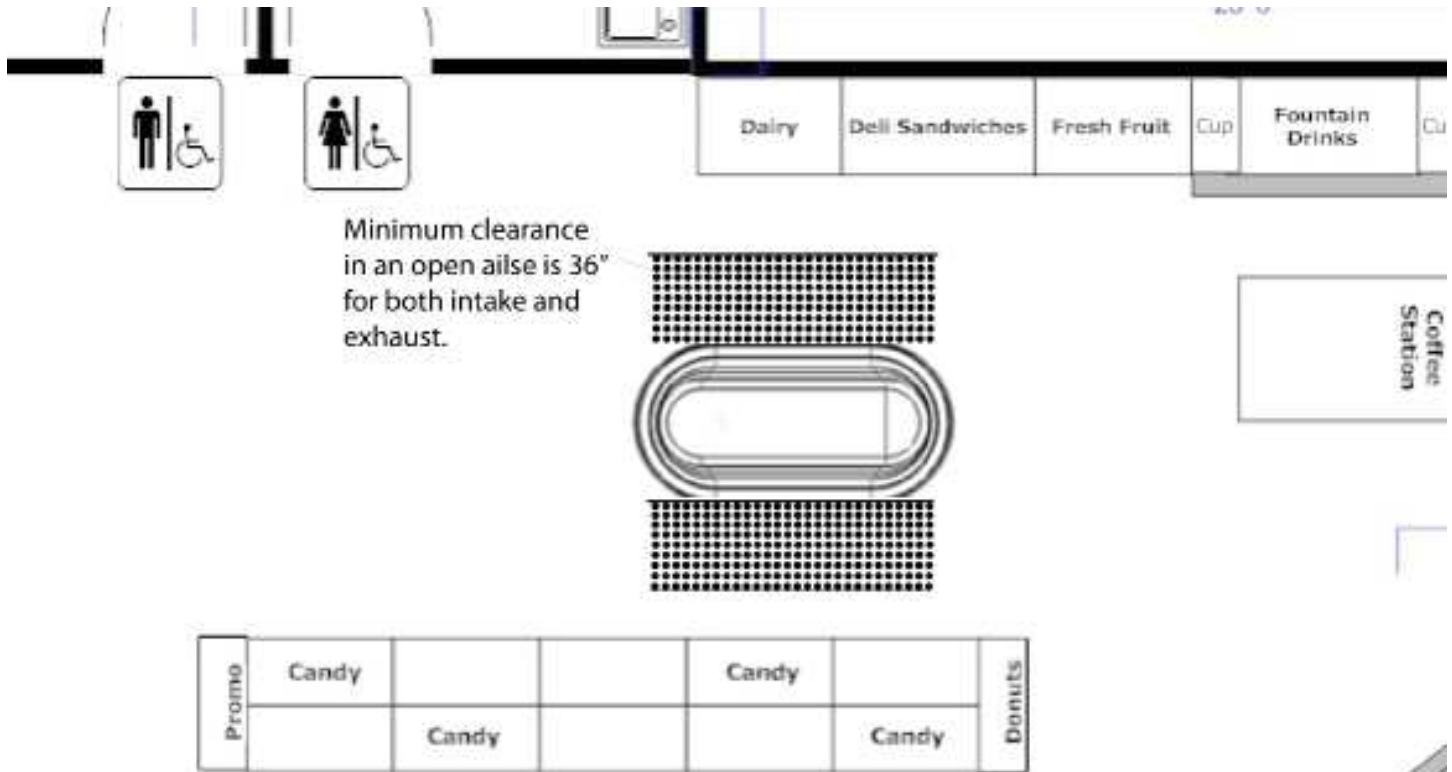 Dairy
Deli Sandwiches
Fresh Fruit
Cup
Fountain
Drinks
Minimum clearance
in an open ailse is 36"
for both intake and
exhaust.
Coffee
Station
Promo
Candy
Candy
Donuts
Candy
Candy